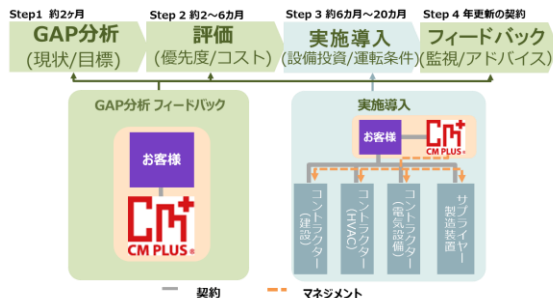 Step1 約2ヶ月
GAP分析
(現状/目標)
Step 2 約2～6カ月
評価
(優先度/コスト)
Step 3 約6カ月～20カ月
実施導入
(設備投資/運転条件)
Step 4 年更新の契約
フィードバック
(監視/アドバイス)
GAP分析 フィードバック
お客様
CM+
CM PLUS®
実施導入
お客様
CM+
CM PLUS®
コントラクター
(建設)
コントラクター
(HVAC)
コントラクター
(電気設備)
サプライヤー
製造装置
契約
マネジメント